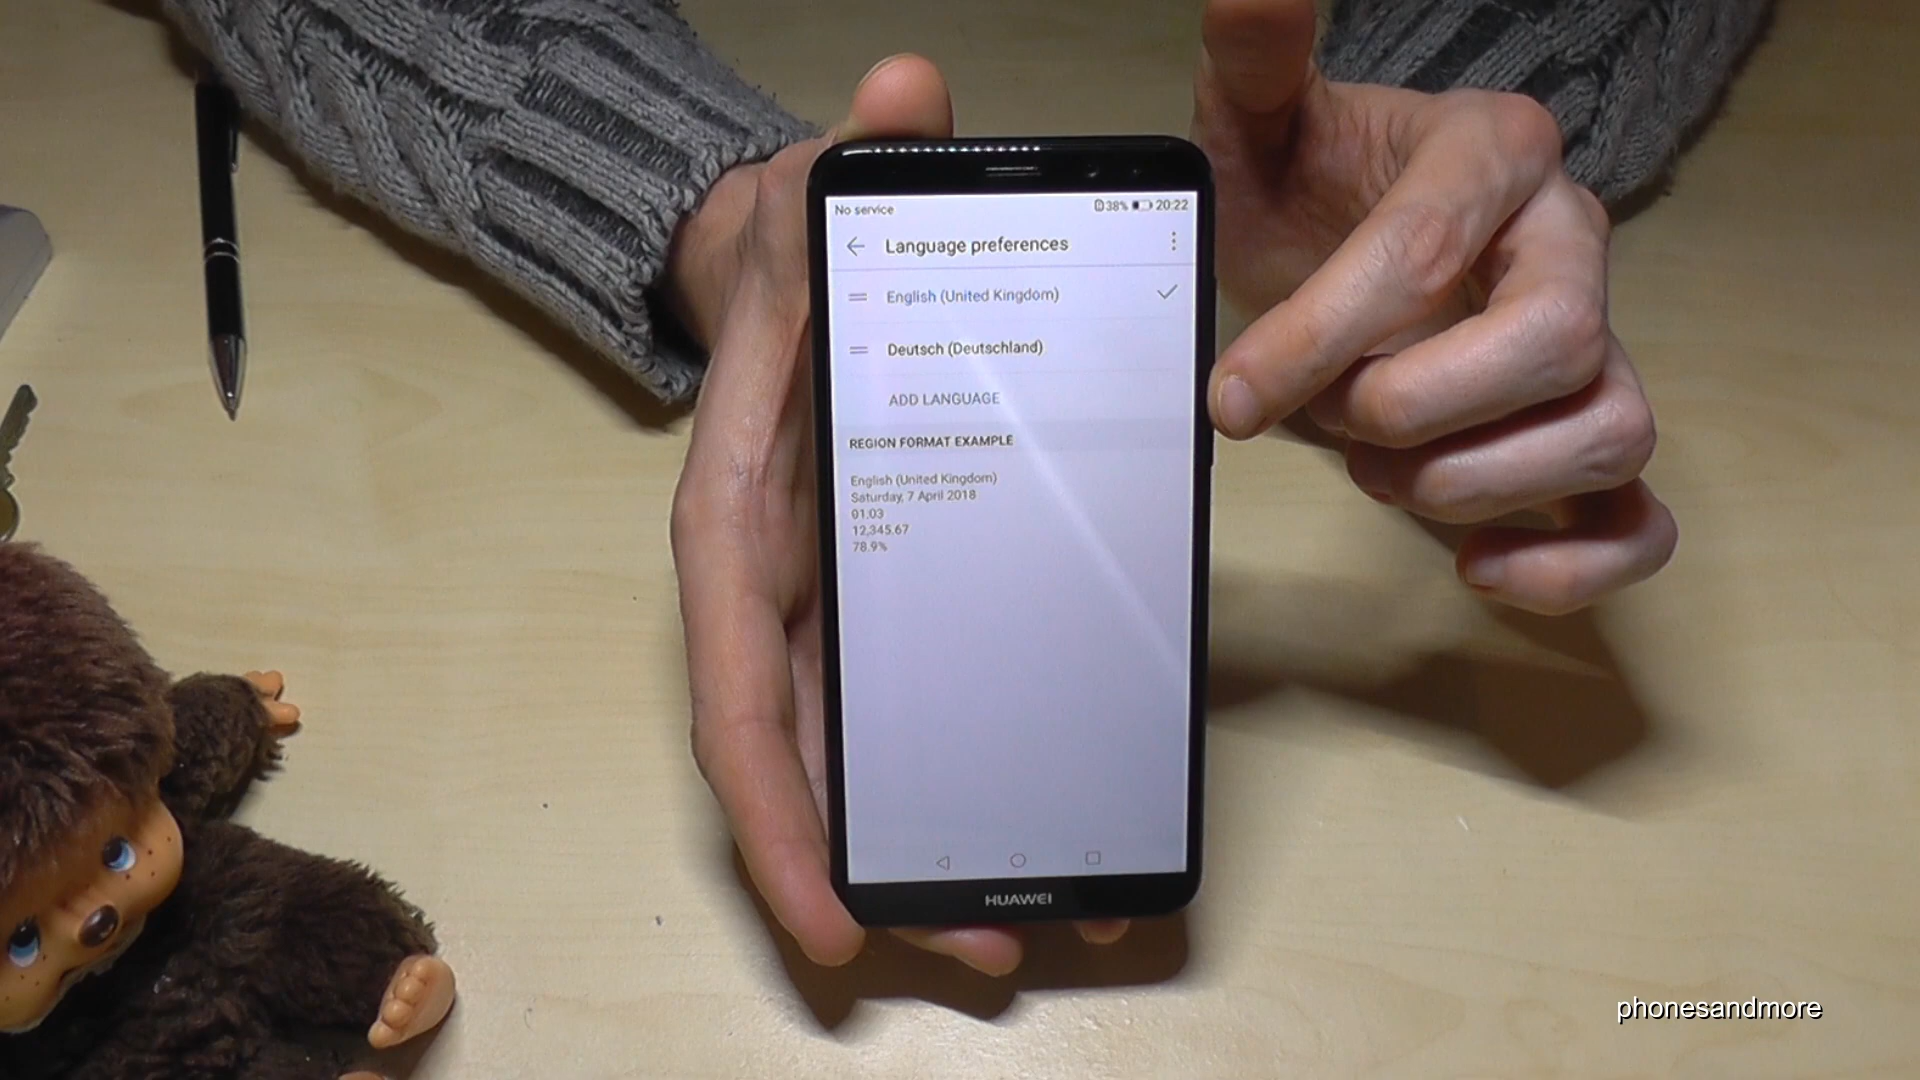 No service
38% 20:22
Language preferences
English (United Kingdom)
Deutsch (Deutschland)
ADD LANGUAGE
REGION FORMAT EXAMPLE
English (United Kingdom)
Saturday, 7 April 2018
01:03
12,345.67
78.9%
HUAWEI
phonesandmore